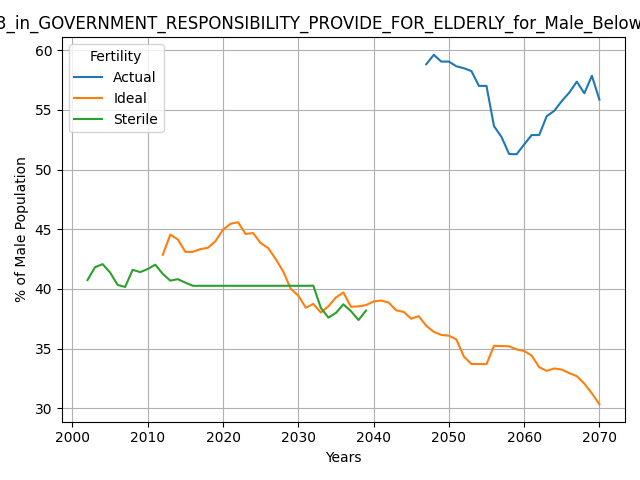 3_in_GOVERNMENT_RESPONSIBILITY_PROVIDE_FOR_ELDERLY_for_Male_Below
Fertility
Actual
Ideal
Sterile
% of Male Population
60
55
50
45
40
35
30
2000 2010 2020 2030 2040 2050 2060 2070
Years